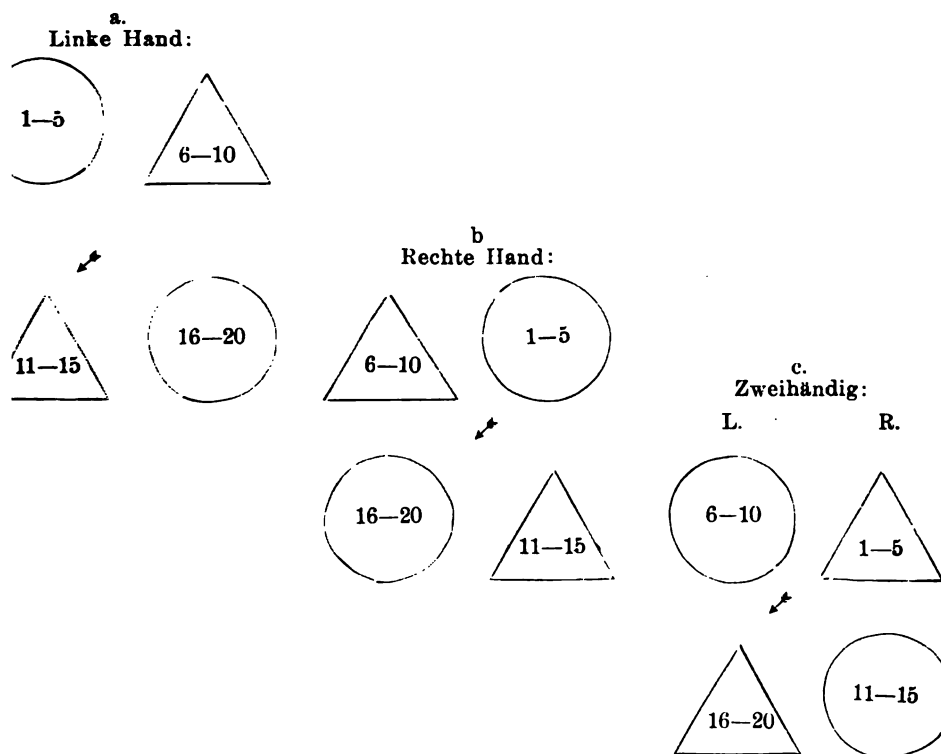 a.
Linke Hand:
1—5
6—10
11—15
16—20
b
Rechte Hand:
6—10
1—5
16—20
11—15
c.
Zweihändig:
L. R.
6—10
1—5
16—20
11—15